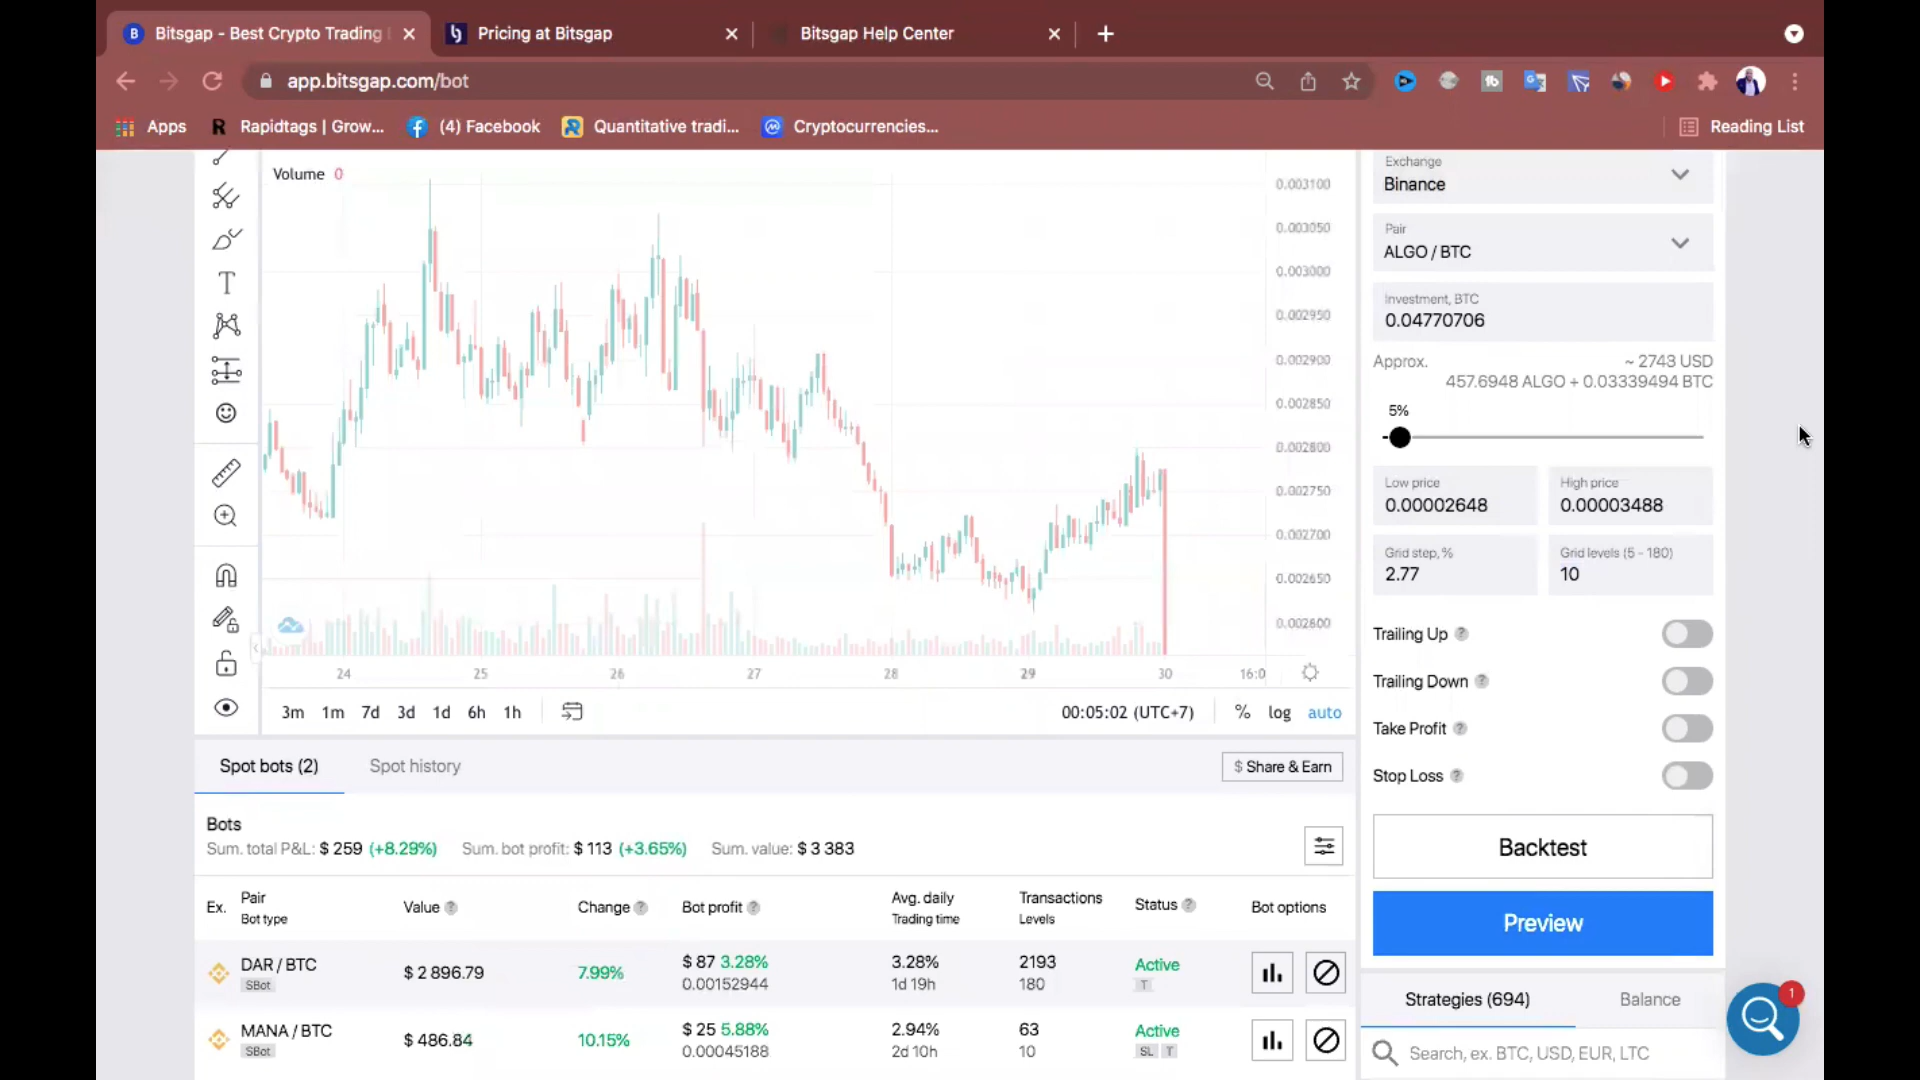 Bitsgap - Best Crypto Trading
Pricing at Bitsgap
Bitsgap Help Center
app.bitsgap.com/bot
Apps
Rapidtags | Grow...
(4) Facebook
Quantitative tradi...
Cryptocurrencies...
Reading List
Volume 0
0.003100
0.003050
0.003000
0.002950
0.002900
0.002850
0.002800
0.002750
0.002700
0.002650
0.002600
24 25 26 27 28 29 30 16:0
3m 1m 7d 3d 1d 6h 1h
00:05:02 (UTC+7) % log auto
Exchange
Binance
Pair
ALGO / BTC
Investment, BTC
0.04770706
Approx. ~ 2743 USD
457.6948 ALGO + 0.03339494 BTC
5%
Low price
0.00002648
High price
0.00003488
Grid step, %
2.77
Grid levels (5 - 180)
10
Trailing Up ?
Trailing Down ?
Take Profit ?
Stop Loss ?
Backtest
Preview
Strategies (694) Balance
Search, ex. BTC, USD, EUR, LTC
1
Spot bots (2) Spot history
$ Share & Earn
Bots
Sum. total P&L: $ 259 (+8.29%) Sum. bot profit: $ 113 (+3.65%) Sum. value: $ 3 383
Ex. Pair Value ? Change ? Bot profit ? Avg. daily Transactions Status ? Bot options
Bot type Trading time Levels
DAR / BTC $ 2 896.79 7.99% $ 87 3.28% 3.28% 2193 Active
SBot 0.00152944 1d 19h 180 T
MANA / BTC $ 486.84 10.15% $ 25 5.88% 2.94% 63 Active
SBot 0.00045188 2d 10h 10 SL T